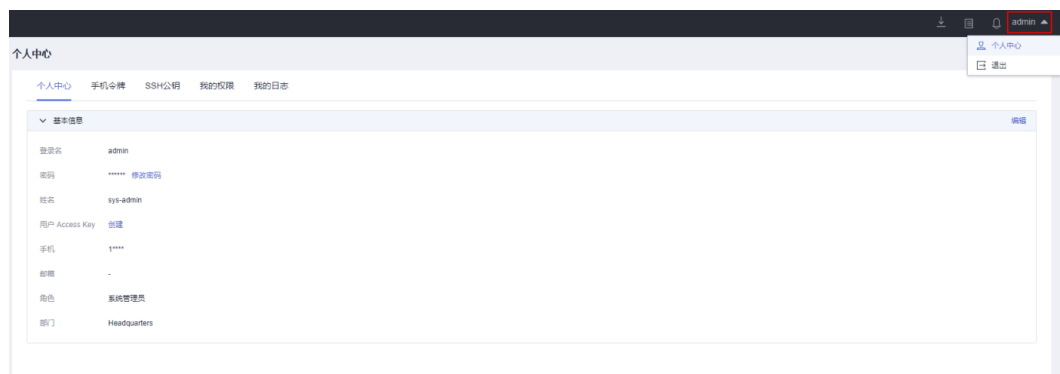 admin
个人中心
退出
个人中心
个人中心 手机令牌 SSH公钥 我的权限 我的日志
基本信息 编辑
登录名 admin
密码 ****** 修改密码
姓名 sys-admin
用户 Access Key 创建
手机 1****
邮箱 -
角色 系统管理员
部门 Headquarters